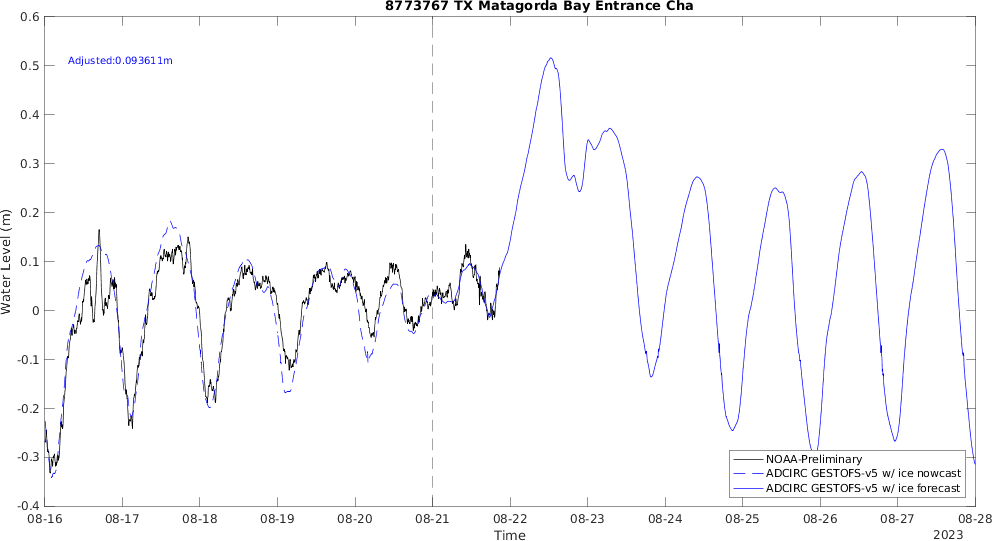 8773767 TX Matagorda Bay Entrance Cha
Adjusted:0.093611m
Water Level (m)
0.6
0.5
0.4
0.3
0.2
0.1
0
-0.1
-0.2
-0.3
-0.4
NOAA-Preliminary
ADCIRC GESTOFS-v5 w/ ice nowcast
ADCIRC GESTOFS-v5 w/ ice forecast
08-16 08-17 08-18 08-19 08-20 08-21 08-22 08-23 08-24 08-25 08-26 08-27 08-28
Time
2023